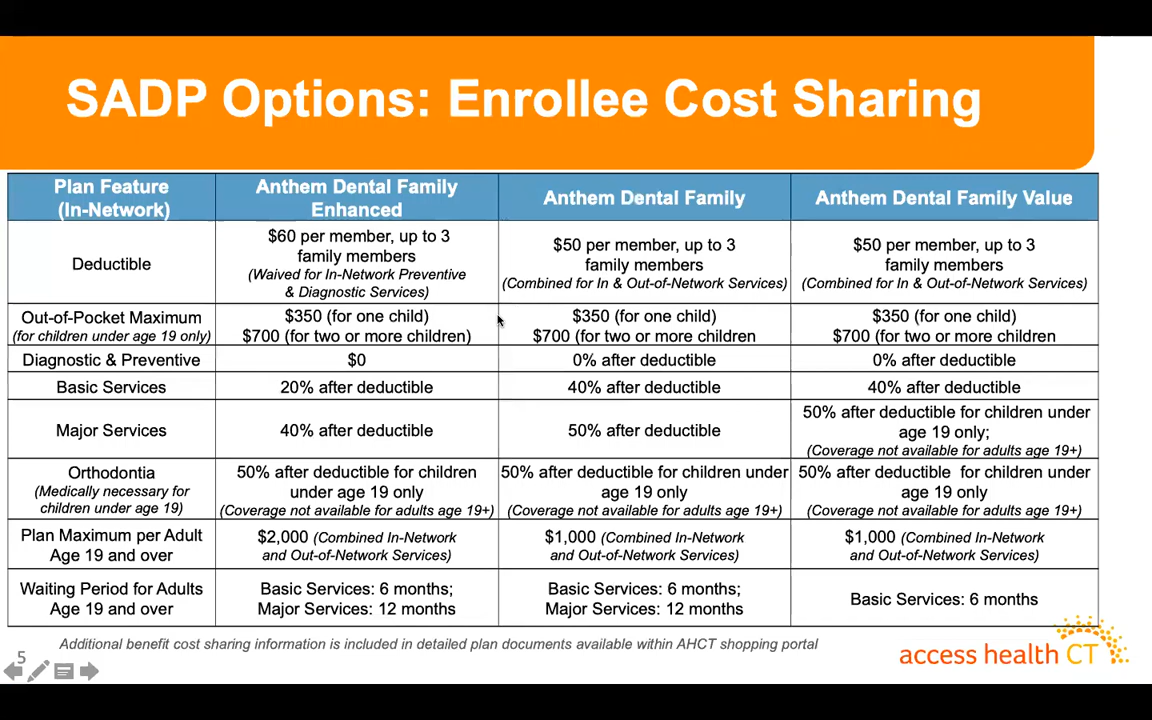 SADP Options: Enrollee Cost Sharing
Plan Feature
(In-Network)
Anthem Dental Family
Enhanced
Anthem Dental Family
Anthem Dental Family Value
Deductible
$60 per member, up to 3
family members
(Waived for In-Network Preventive
& Diagnostic Services)
$50 per member, up to 3
family members
(Combined for In & Out-of-Network Services)
$50 per member, up to 3
family members
(Combined for In & Out-of-Network Services)
Out-of-Pocket Maximum
(for children under age 19 only)
$350 (for one child)
$700 (for two or more children)
$350 (for one child)
$700 (for two or more children
$350 (for one child)
$700 (for two or more children
Diagnostic & Preventive
$0
0% after deductible
0% after deductible
Basic Services
20% after deductible
40% after deductible
40% after deductible
Major Services
40% after deductible
50% after deductible
50% after deductible for children under
age 19 only;
(Coverage not available for adults age 19+)
Orthodontia
(Medically necessary for
children under age 19)
50% after deductible for children
under age 19 only
(Coverage not available for adults age 19+)
50% after deductible for children under
age 19 only
(Coverage not available for adults age 19+)
50% after deductible for children under
age 19 only
(Coverage not available for adults age 19+)
Plan Maximum per Adult
Age 19 and over
$2,000 (Combined In-Network
and Out-of-Network Services)
$1,000 (Combined In-Network
and Out-of-Network Services)
$1,000 (Combined In-Network
and Out-of-Network Services)
Waiting Period for Adults
Age 19 and over
Basic Services: 6 months;
Major Services: 12 months
Basic Services: 6 months;
Major Services: 12 months
Basic Services: 6 months
Additional benefit cost sharing information is included in detailed plan documents available within AHCT shopping portal
5
access health CT